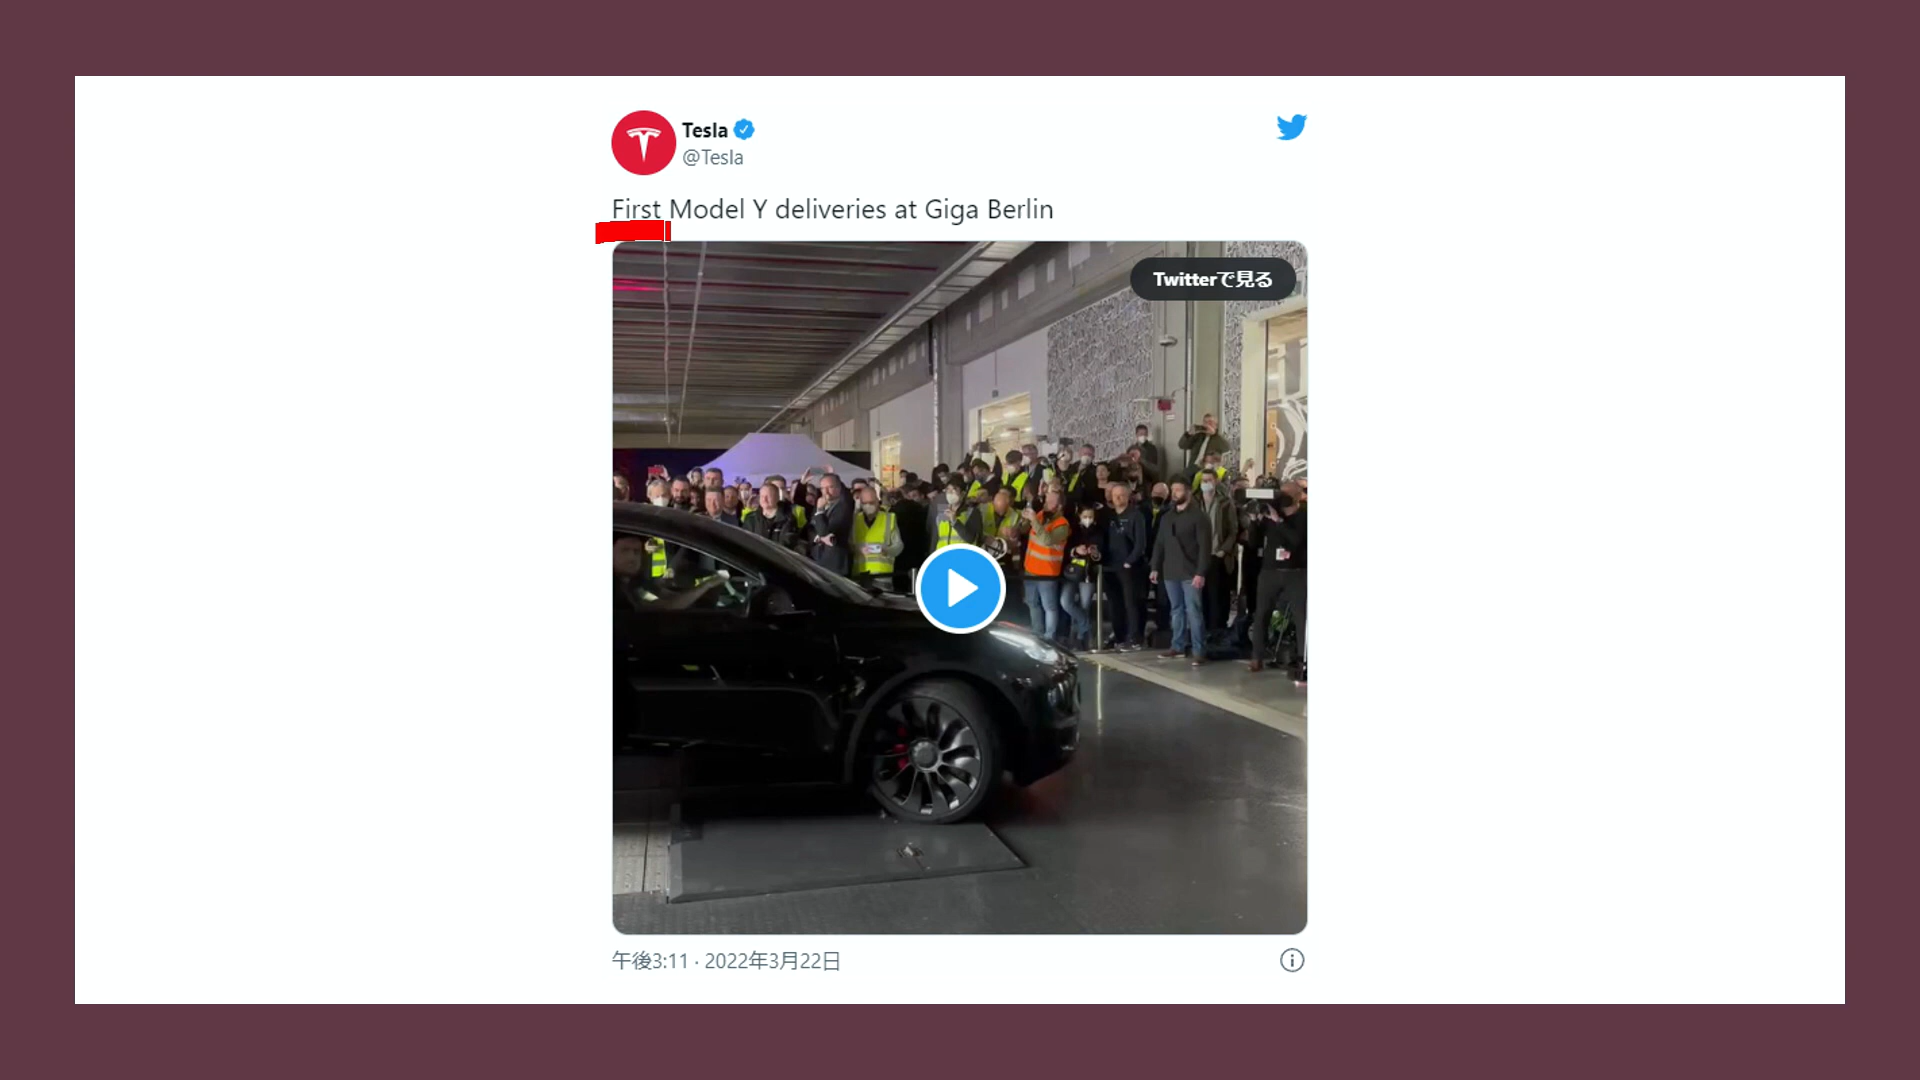 Tesla
@Tesla
First Model Y deliveries at Giga Berlin
Twitterで見る
午後3:11 · 2022年3月22日